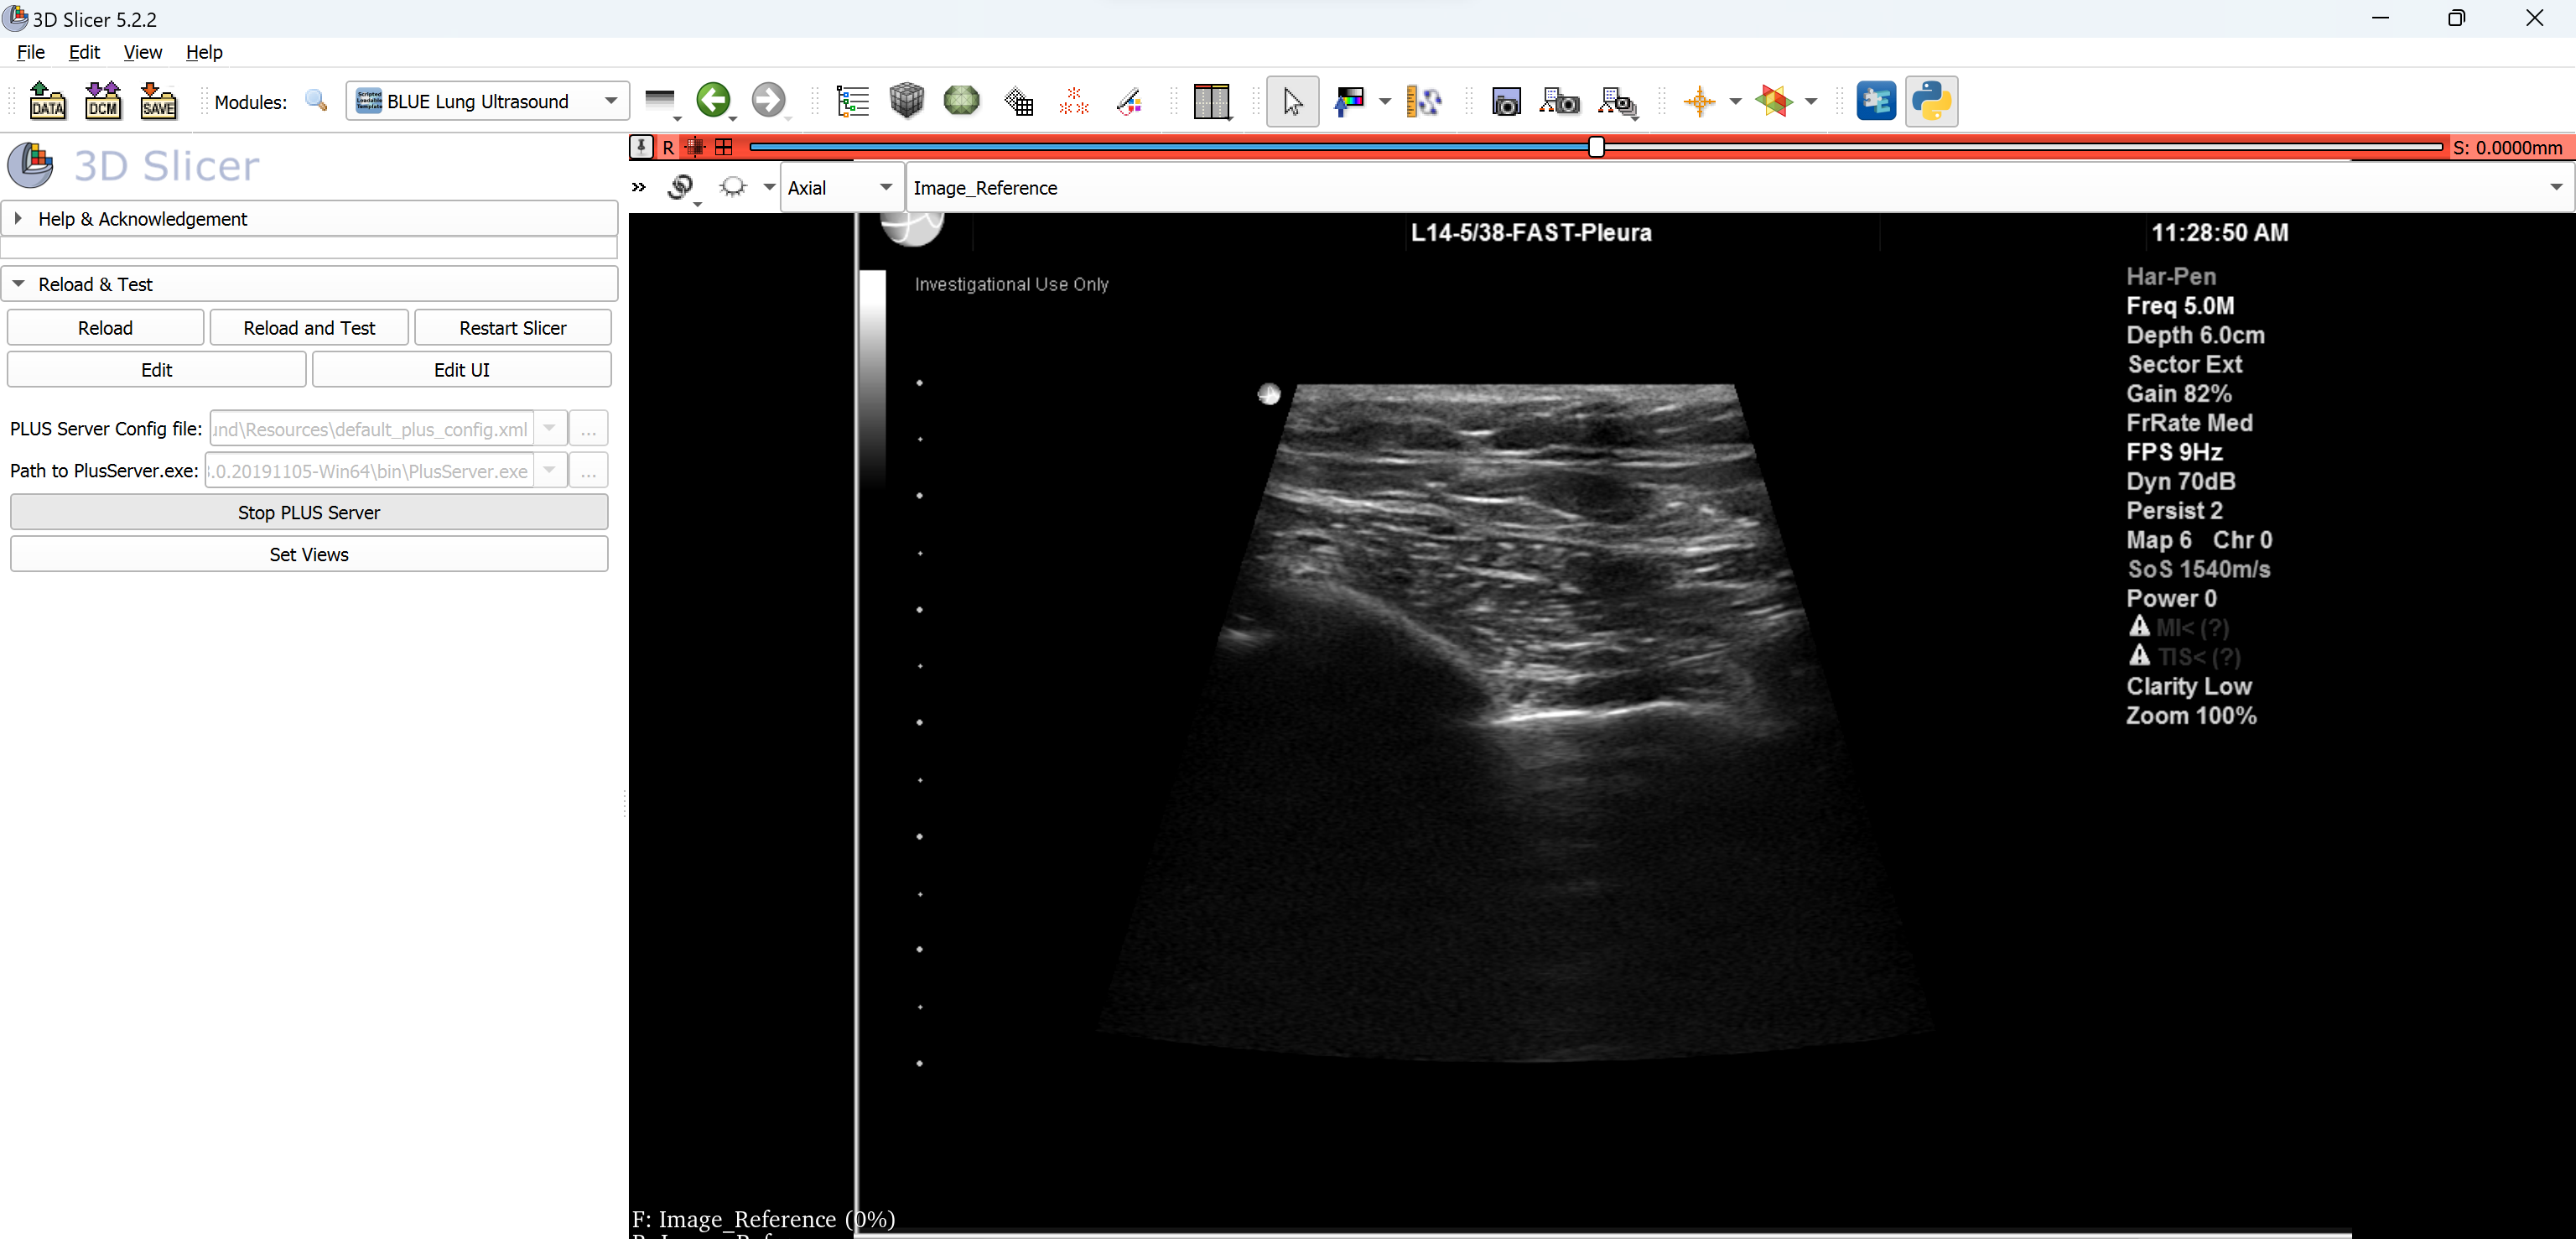 3D Slicer 5.2.2
File Edit View Help
DATA DCM SAVE Modules: BLUE Lung Ultrasound
R S: 0.0000mm
3D Slicer
» Axial Image_Reference
Help & Acknowledgement
Reload & Test
Reload Reload and Test Restart Slicer
Edit Edit UI
PLUS Server Config file: und\Resources\default_plus_config.xml ...
Path to PlusServer.exe: .0.20191105-Win64\bin\PlusServer.exe ...
Stop PLUS Server
Set Views
L14-5/38-FAST-Pleura
11:28:50 AM
Investigational Use Only
Har-Pen
Freq 5.0M
Depth 6.0cm
Sector Ext
Gain 82%
FrRate Med
FPS 9Hz
Dyn 70dB
Persist 2
Map 6 Chr 0
SoS 1540m/s
Power 0
MI< (?)
TIS< (?)
Clarity Low
Zoom 100%
F: Image_Reference (0%)